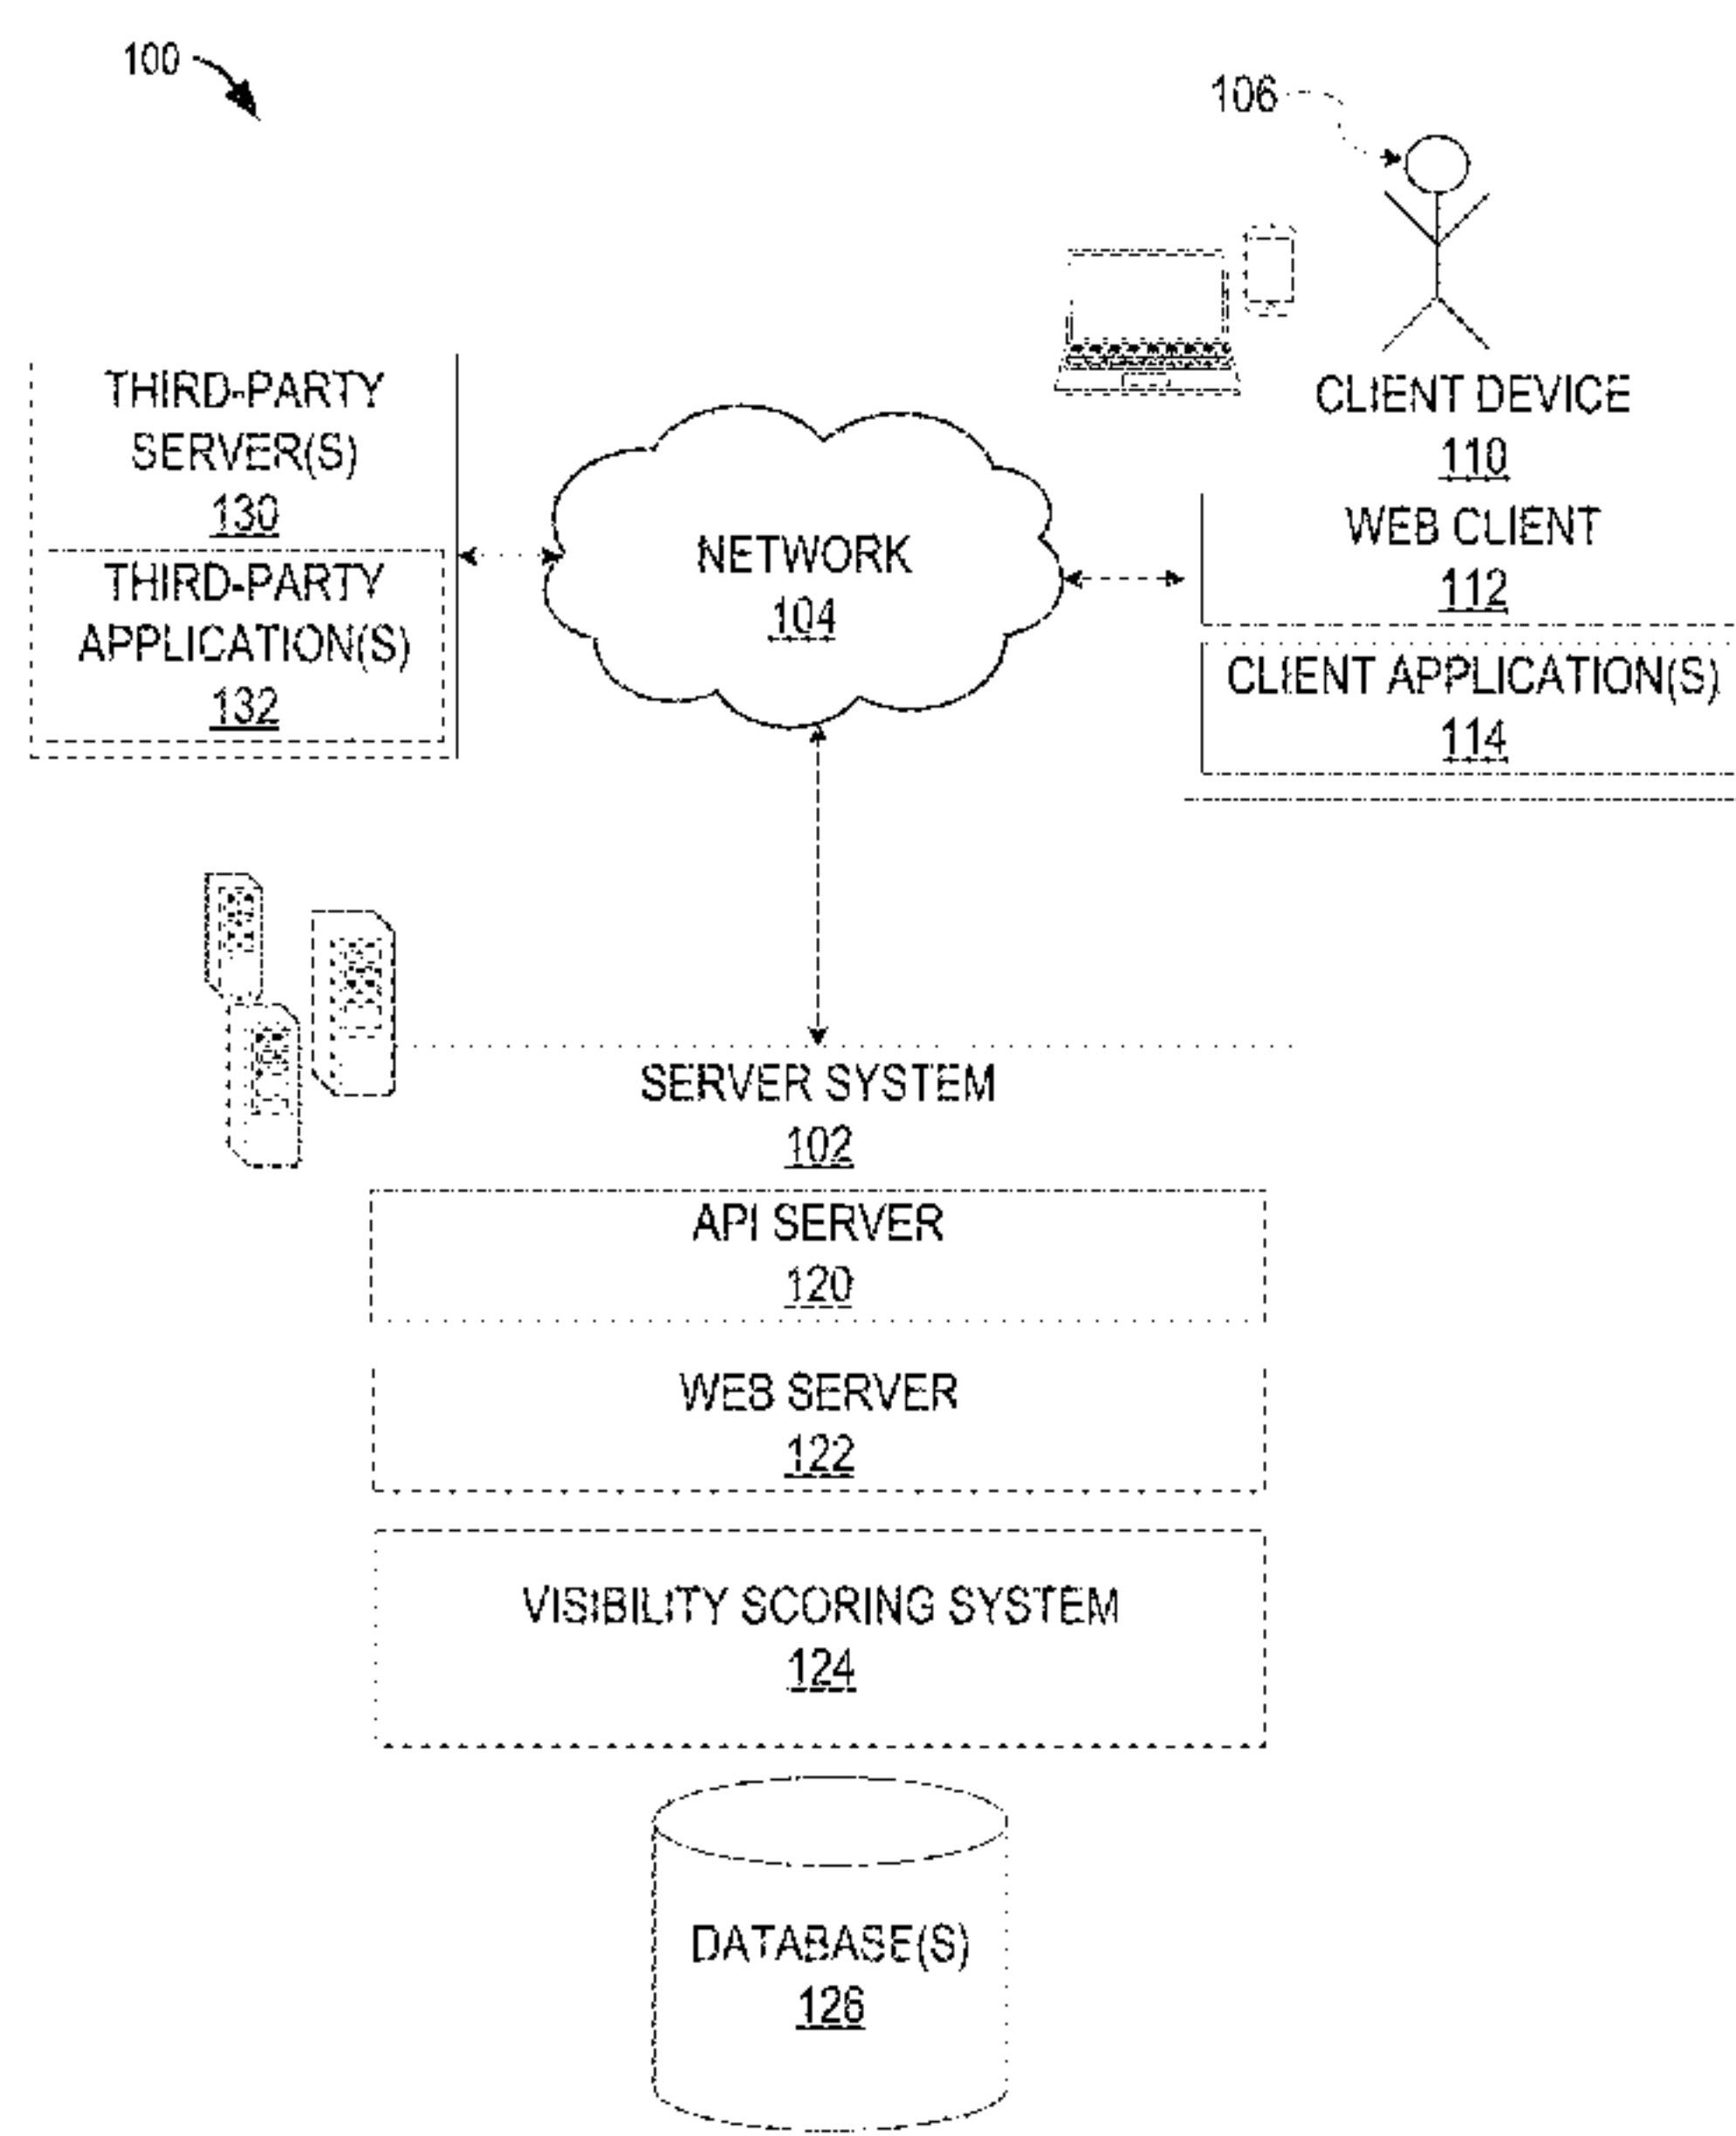 100
106
THIRD-PARTY
SERVER(S)
130
THIRD-PARTY
APPLICATION(S)
132
NETWORK
104
CLIENT DEVICE
110
WEB CLIENT
112
CLIENT APPLICATION(S)
114
SERVER SYSTEM
102
API SERVER
120
WEB SERVER
122
VISIBILITY SCORING SYSTEM
124
DATABASE(S)
126